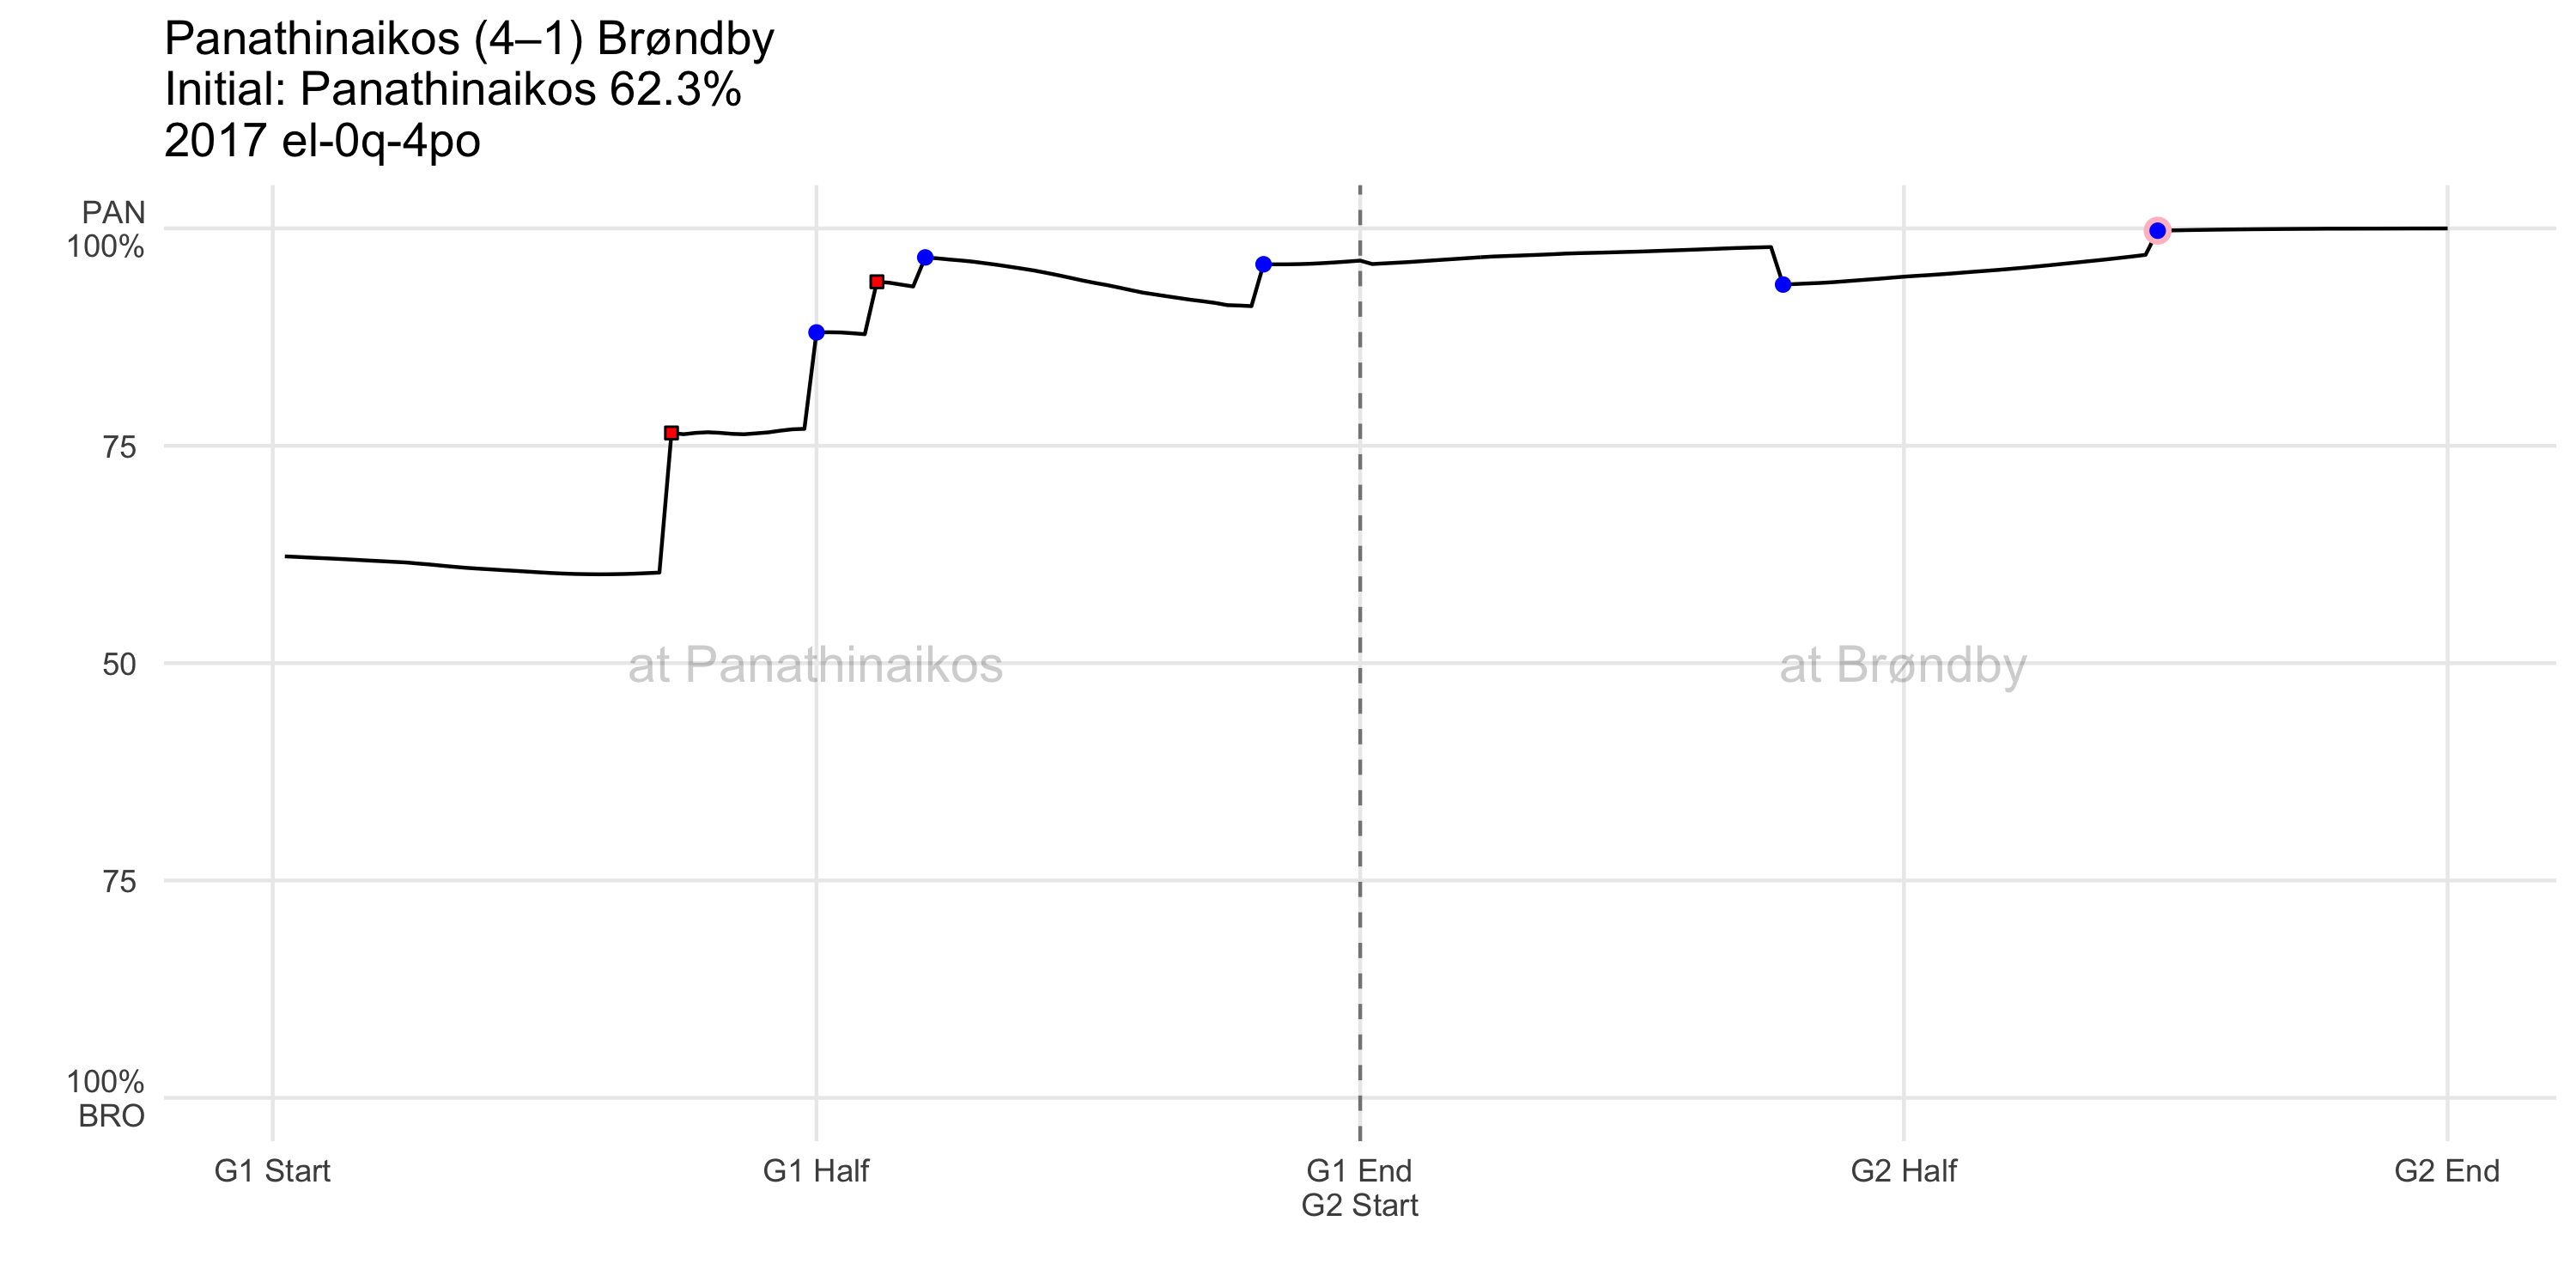 Panathinaikos (4–1) Brøndby
Initial: Panathinaikos 62.3%
2017 el-0q-4po
PAN
100%
75
50
75
100%
BRO
at Panathinaikos
at Brøndby
G1 Start
G1 Half
G1 End
G2 Start
G2 Half
G2 End